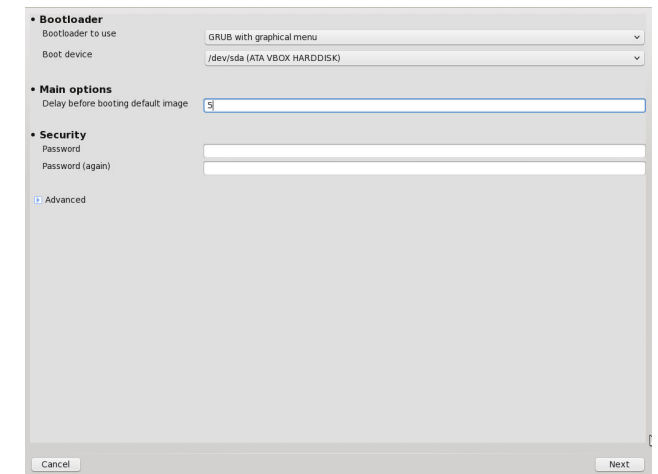 • Bootloader
Bootloader to use GRUB with graphical menu
Boot device /dev/sda (ATA VBOX HARDDISK)
• Main options
Delay before booting default image 5
• Security
Password
Password (again)
Advanced
Cancel Next